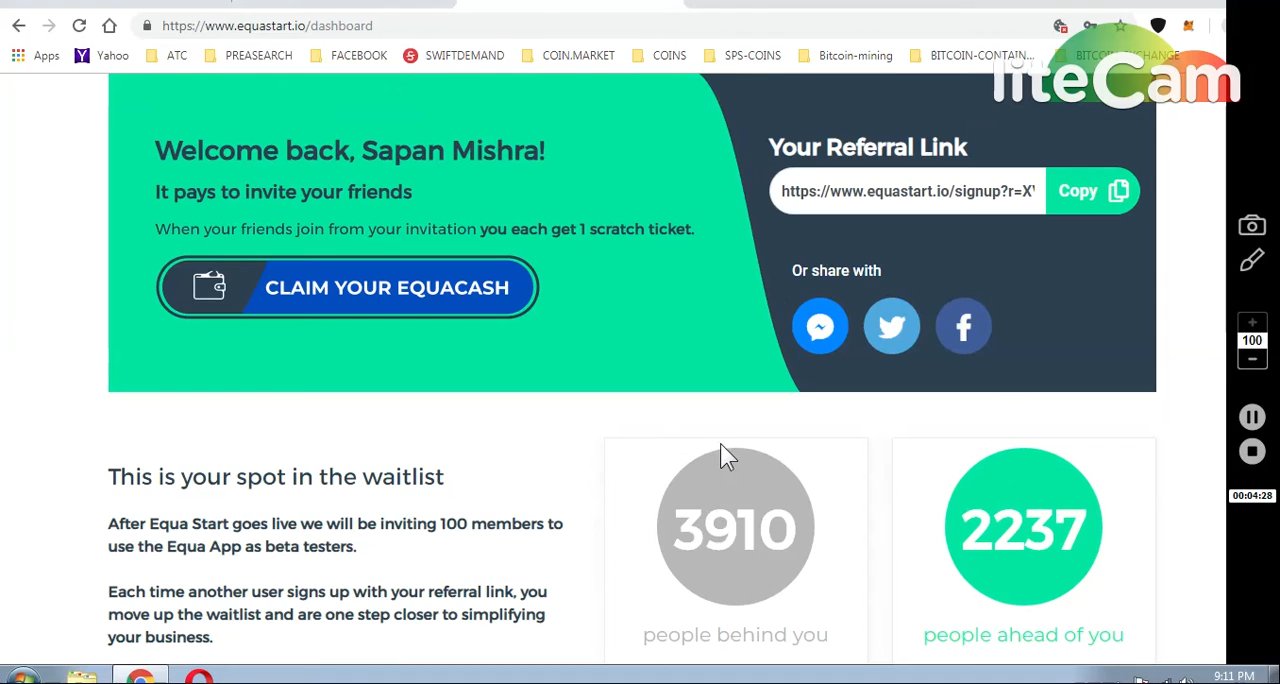 https://www.equastart.io/dashboard
Apps
Yahoo
ATC
PREASEARCH
FACEBOOK
SWIFTDEMAND
COIN.MARKET
COINS
SPS-COINS
Bitcoin-mining
BITCOIN-CONTAIN...
BITCOIN-EXCHANGE
liteCam
Welcome back, Sapan Mishra!
It pays to invite your friends
When your friends join from your invitation you each get 1 scratch ticket.
CLAIM YOUR EQUACASH
Your Referral Link
https://www.equastart.io/signup?r=X
Copy
Or share with
100
00:04:28
This is your spot in the waitlist
After Equa Start goes live we will be inviting 100 members to
use the Equa App as beta testers.
Each time another user signs up with your referral link, you
move up the waitlist and are one step closer to simplifying
your business.
3910
people behind you
2237
people ahead of you
9:11 PM